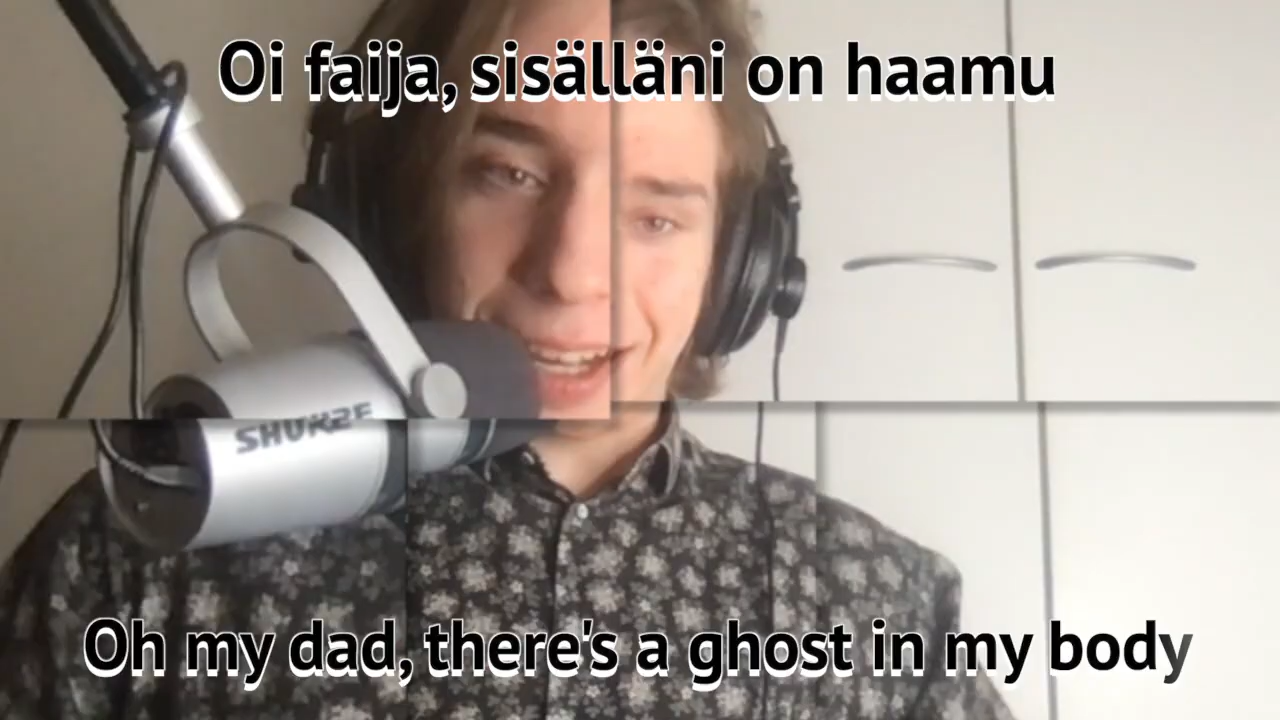 Oi faija, sisälläni on haamu
SHURE
Oh my dad, there's a ghost in my body